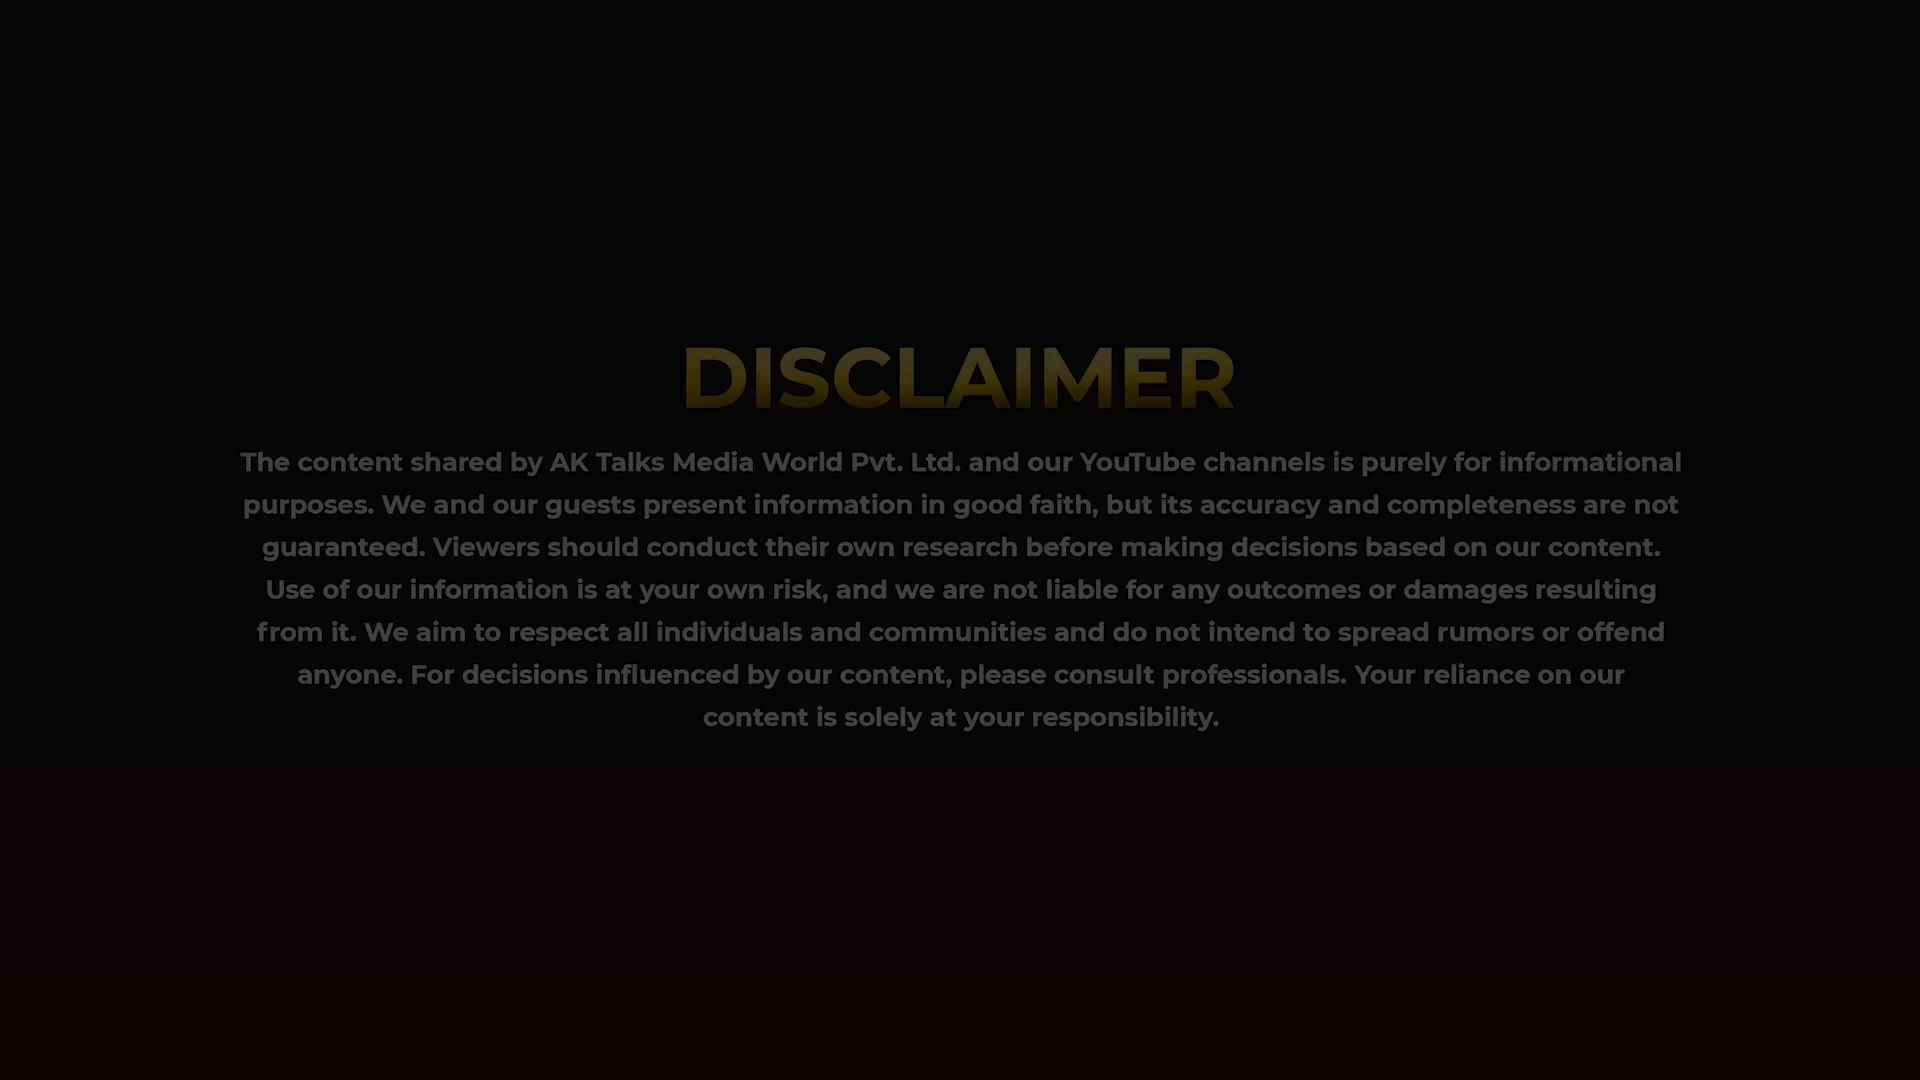 DISCLAIMER
The content shared by AK Talks Media World Pvt. Ltd. and our YouTube channels is purely for informational
purposes. We and our guests present information in good faith, but its accuracy and completeness are not
guaranteed. Viewers should conduct their own research before making decisions based on our content.
Use of our information is at your own risk, and we are not liable for any outcomes or damages resulting
from it. We aim to respect all individuals and communities and do not intend to spread rumors or offend
anyone. For decisions influenced by our content, please consult professionals. Your reliance on our
content is solely at your responsibility.